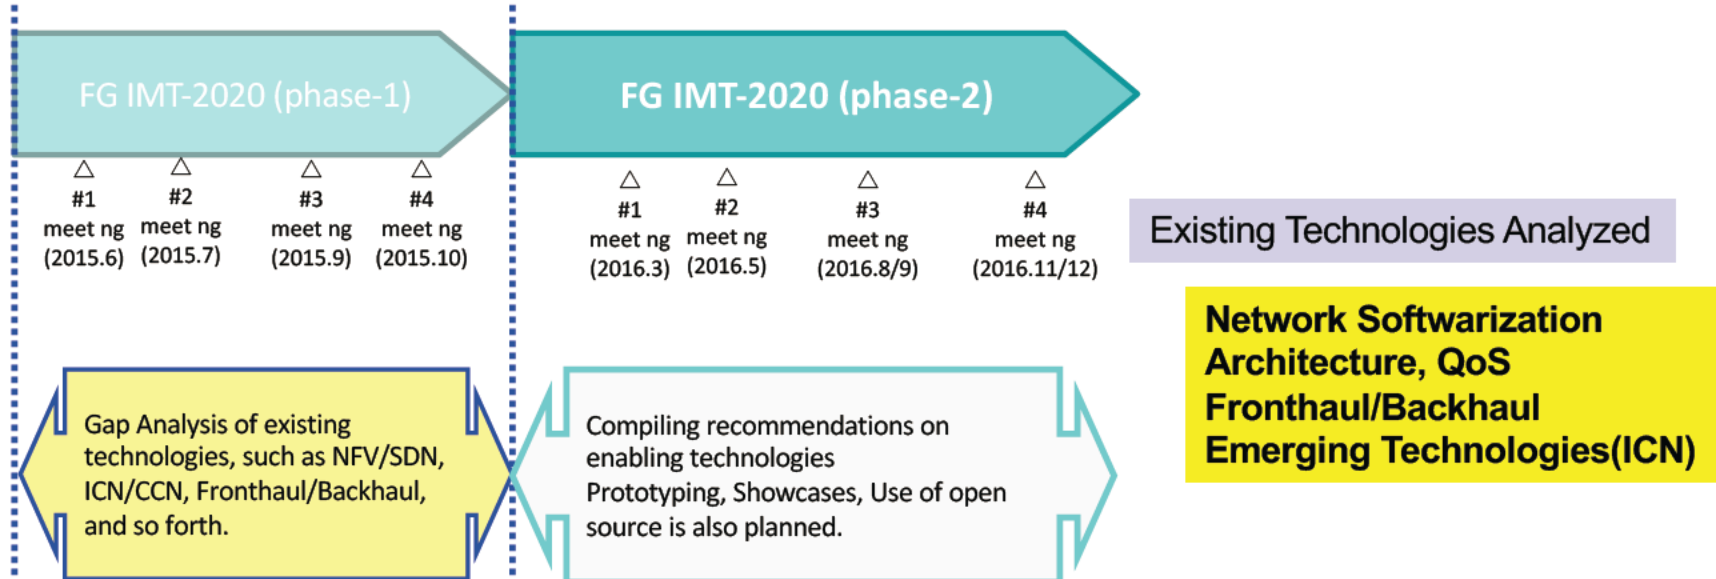 FG IMT-2020 (phase-1)
FG IMT-2020 (phase-2)
#1
meet ng
(2015.6)
#2
meet ng
(2015.7)
#3
meet ng
(2015.9)
#4
meet ng
(2015.10)
#1
meet ng
(2016.3)
#2
meet ng
(2016.5)
#3
meet ng
(2016.8/9)
#4
meet ng
(2016.11/12)
Existing Technologies Analyzed
Network Softwarization
Architecture, QoS
Fronthaul/Backhaul
Emerging Technologies(ICN)
Gap Analysis of existing
technologies, such as NFV/SDN,
ICN/CCN, Fronthaul/Backhaul,
and so forth.
Compiling recommendations on
enabling technologies
Prototyping, Showcases, Use of open
source is also planned.